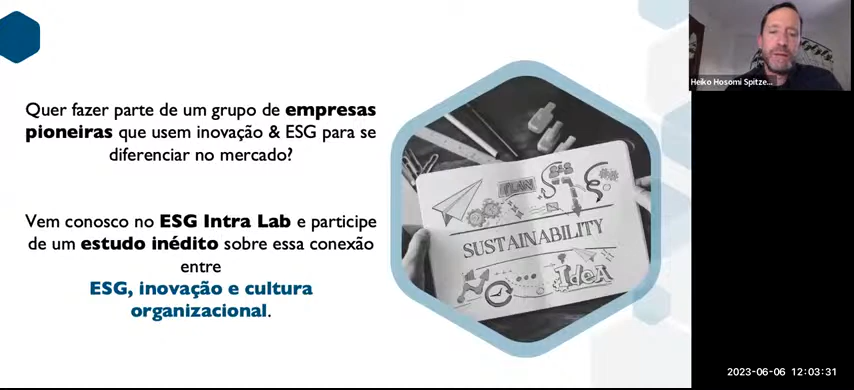 Quer fazer parte de um grupo de empresas
pioneiras que usem inovação & ESG para se
diferenciar no mercado?
Vem conosco no ESG Intra Lab e participe
de um estudo inédito sobre essa conexão
entre
ESG, inovação e cultura
organizacional.
PLAN
SUSTAINABILITY
IdeA
Heiko Hosomi Spitze...
2023-06-06 12:03:31